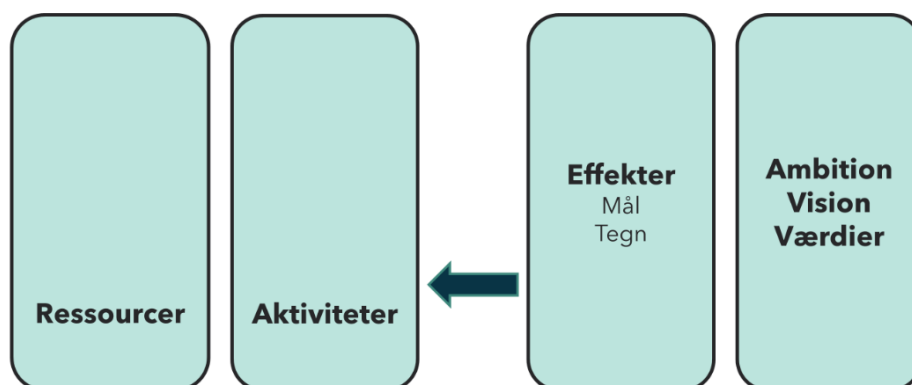 Ressourcer
Aktiviteter
Effekter
Mål
Tegn
Ambition
Vision
Værdier